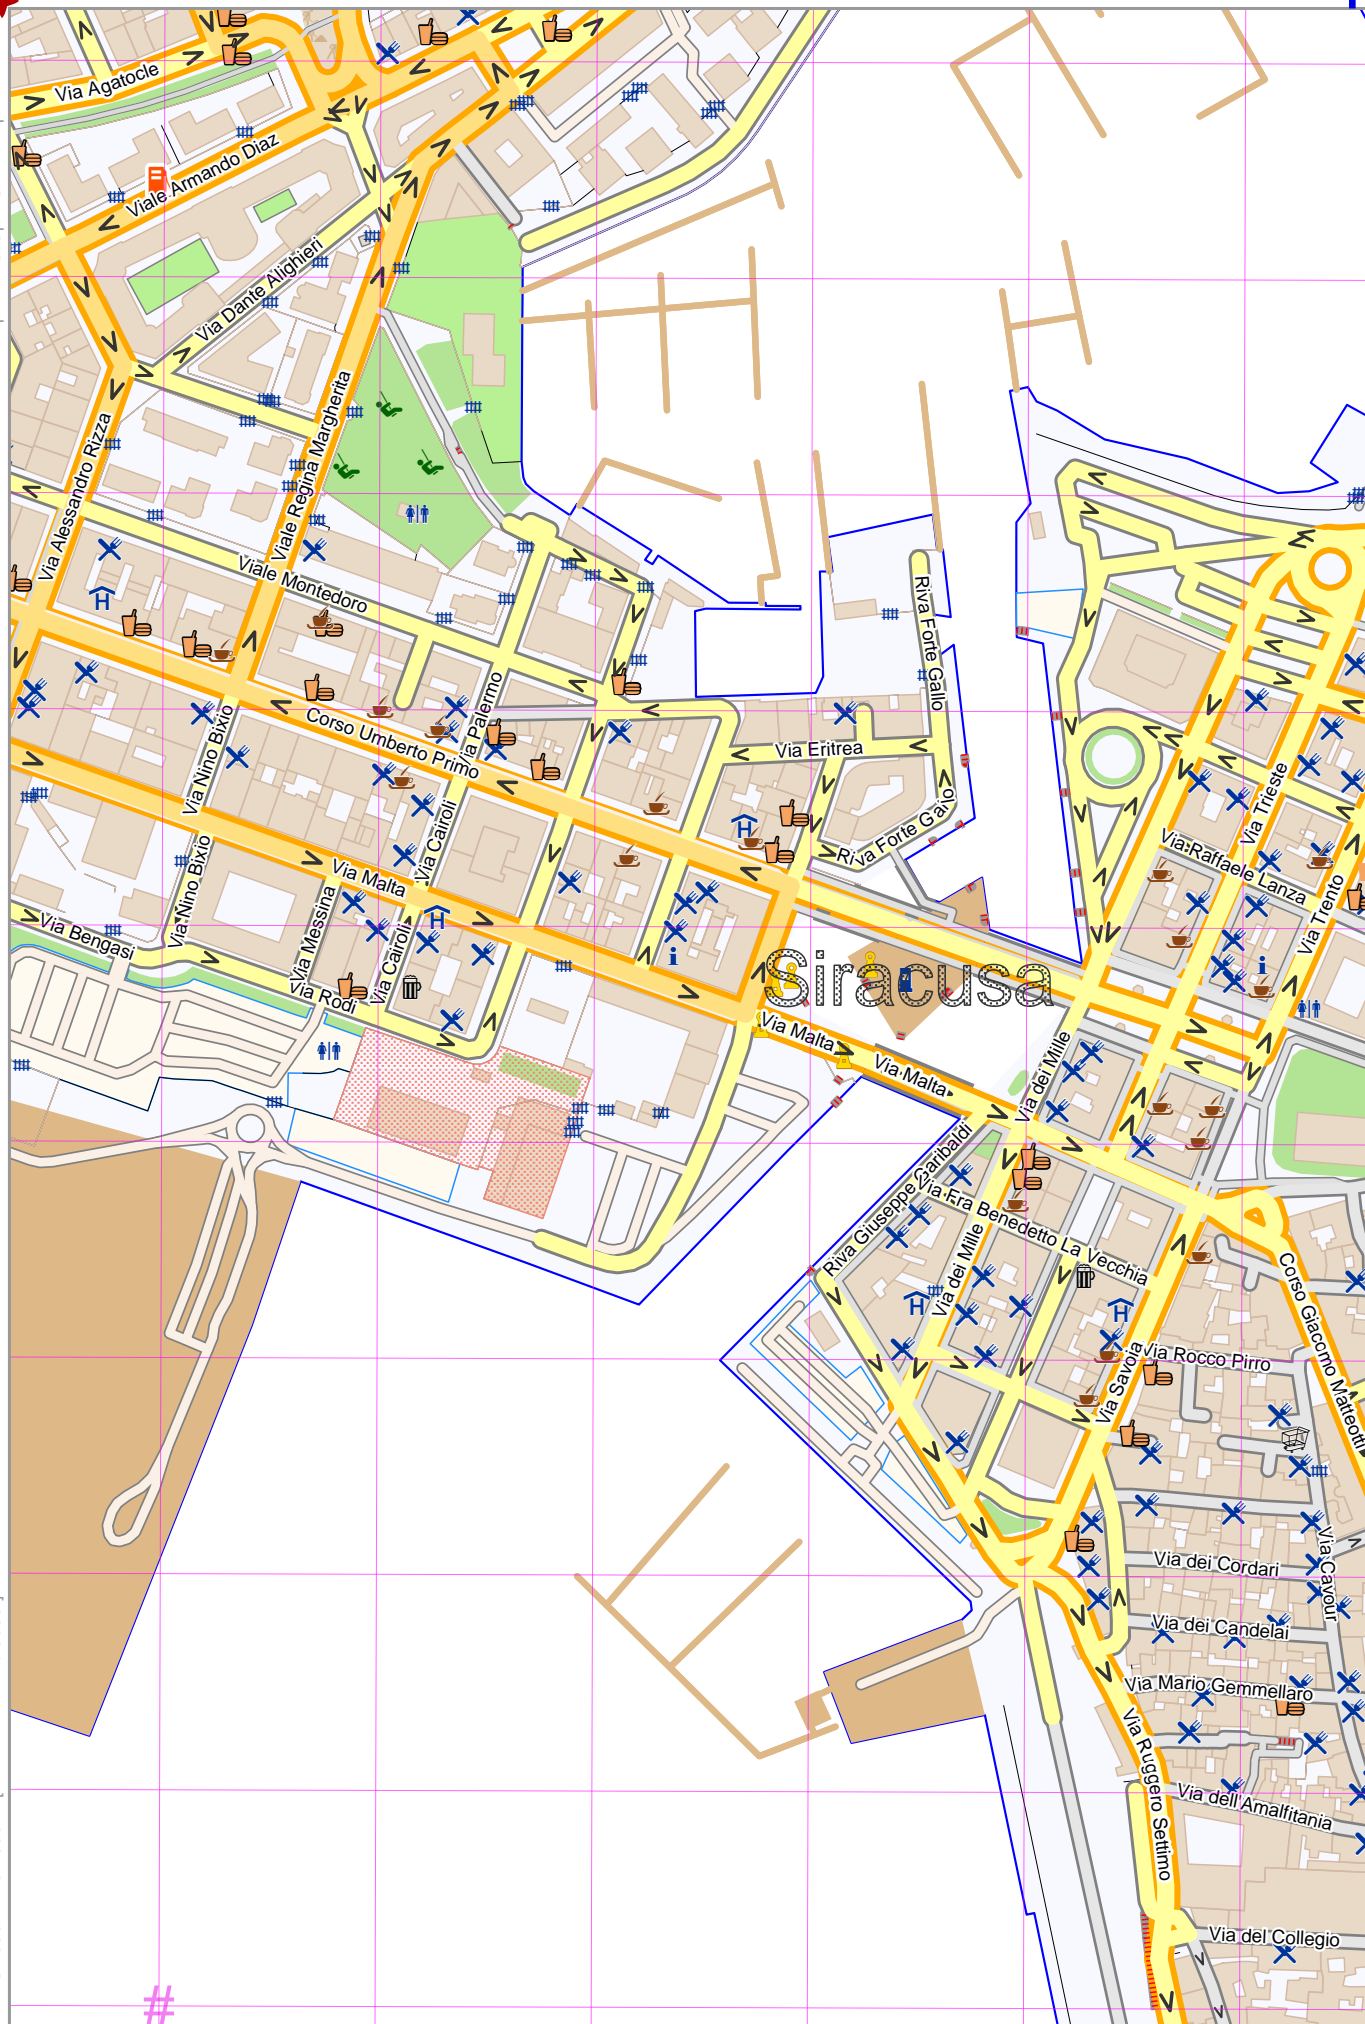 Via Agatocle
Viale Armando Diaz
Via Dante Alighieri
Viale Regina Margherita
Via Alessandro Rizza
Viale Montedoro
Riva Forte Gallo
Via Palermo
Via Nino Bixio
Corso Umberto Primo
Via Eritrea
Via Trieste
Via Cairoli
Riva Forte Gallo
Via Raffaele Lanza
Via Nino Bixio
Via Malta
Via Trento
Via Bengasi
Via Messina
Via Cairoli
Siracusa
Via Rodi
Via Malta
Via Malta
Via dei Mille
Riva Giuseppe Garibaldi
Via Fra Benedetto La Vecchia
Via dei Mille
Corso Giacomo Matteotti
Via Rocco Pirro
Via Savoia
Via Cavour
Via dei Cordari
Via dei Candelai
Via Mario Gemmellaro
Via Ruggero Settimo
Via dell Amalfitania
Via del Collegio
#